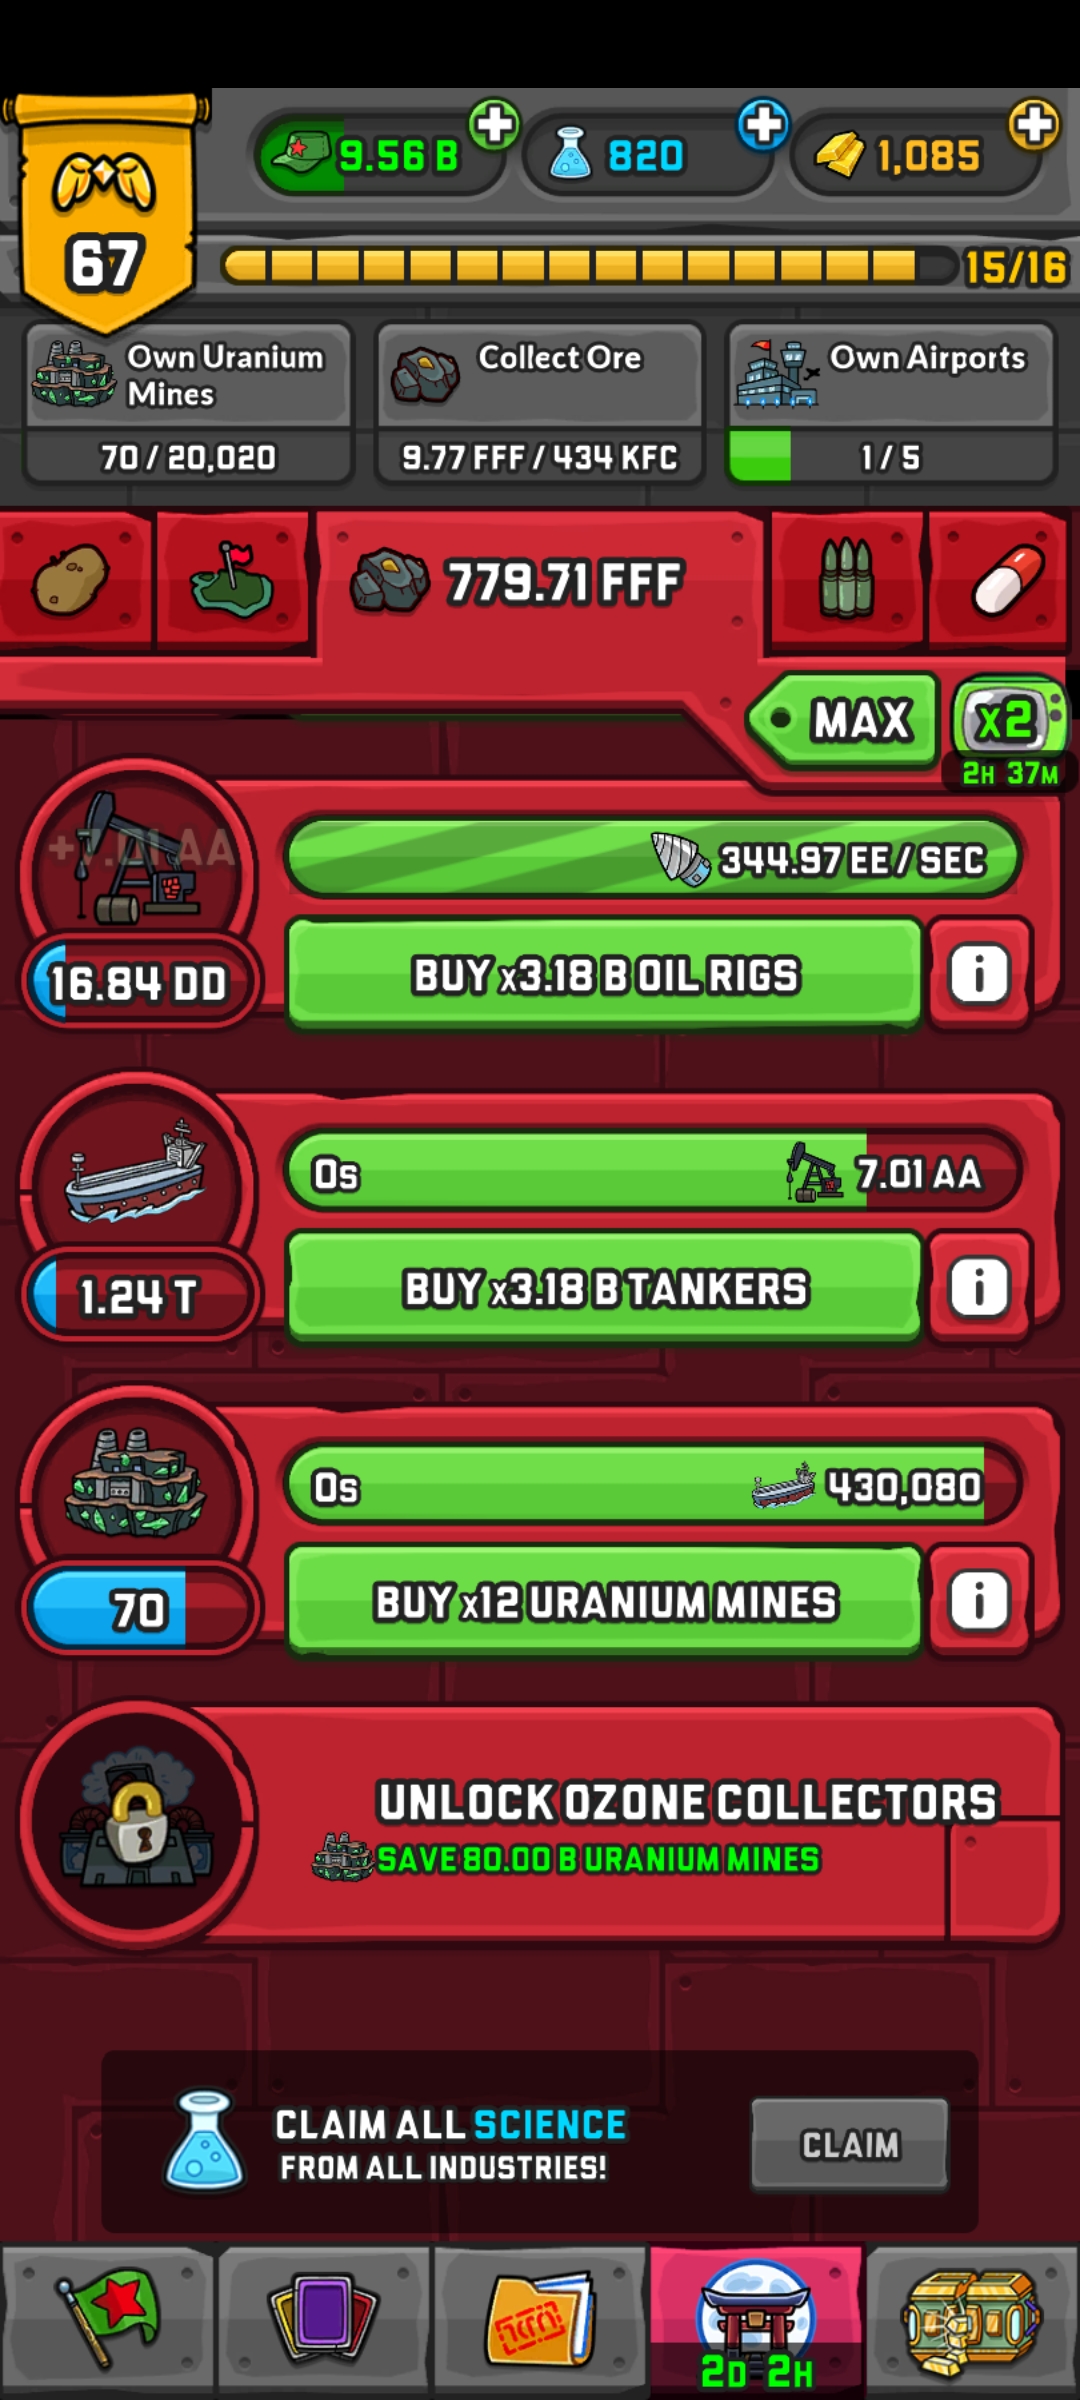 9.56 B
820
1,085
67
15/16
Own Uranium
Mines
70 / 20,020
Collect Ore
9.77 FFF / 434 KFC
Own Airports
1 / 5
779.71 FFF
MAX
x2
2H 37M
+7.01 AA
344.97 EE / SEC
16.84 DD
BUY x3.18 B OIL RIGS
i
0s
7.01 AA
1.24 T
BUY x3.18 B TANKERS
i
0s
430,080
70
BUY x12 URANIUM MINES
i
UNLOCK OZONE COLLECTORS
SAVE 80.00 B URANIUM MINES
CLAIM ALL SCIENCE
FROM ALL INDUSTRIES!
CLAIM
2D 2H